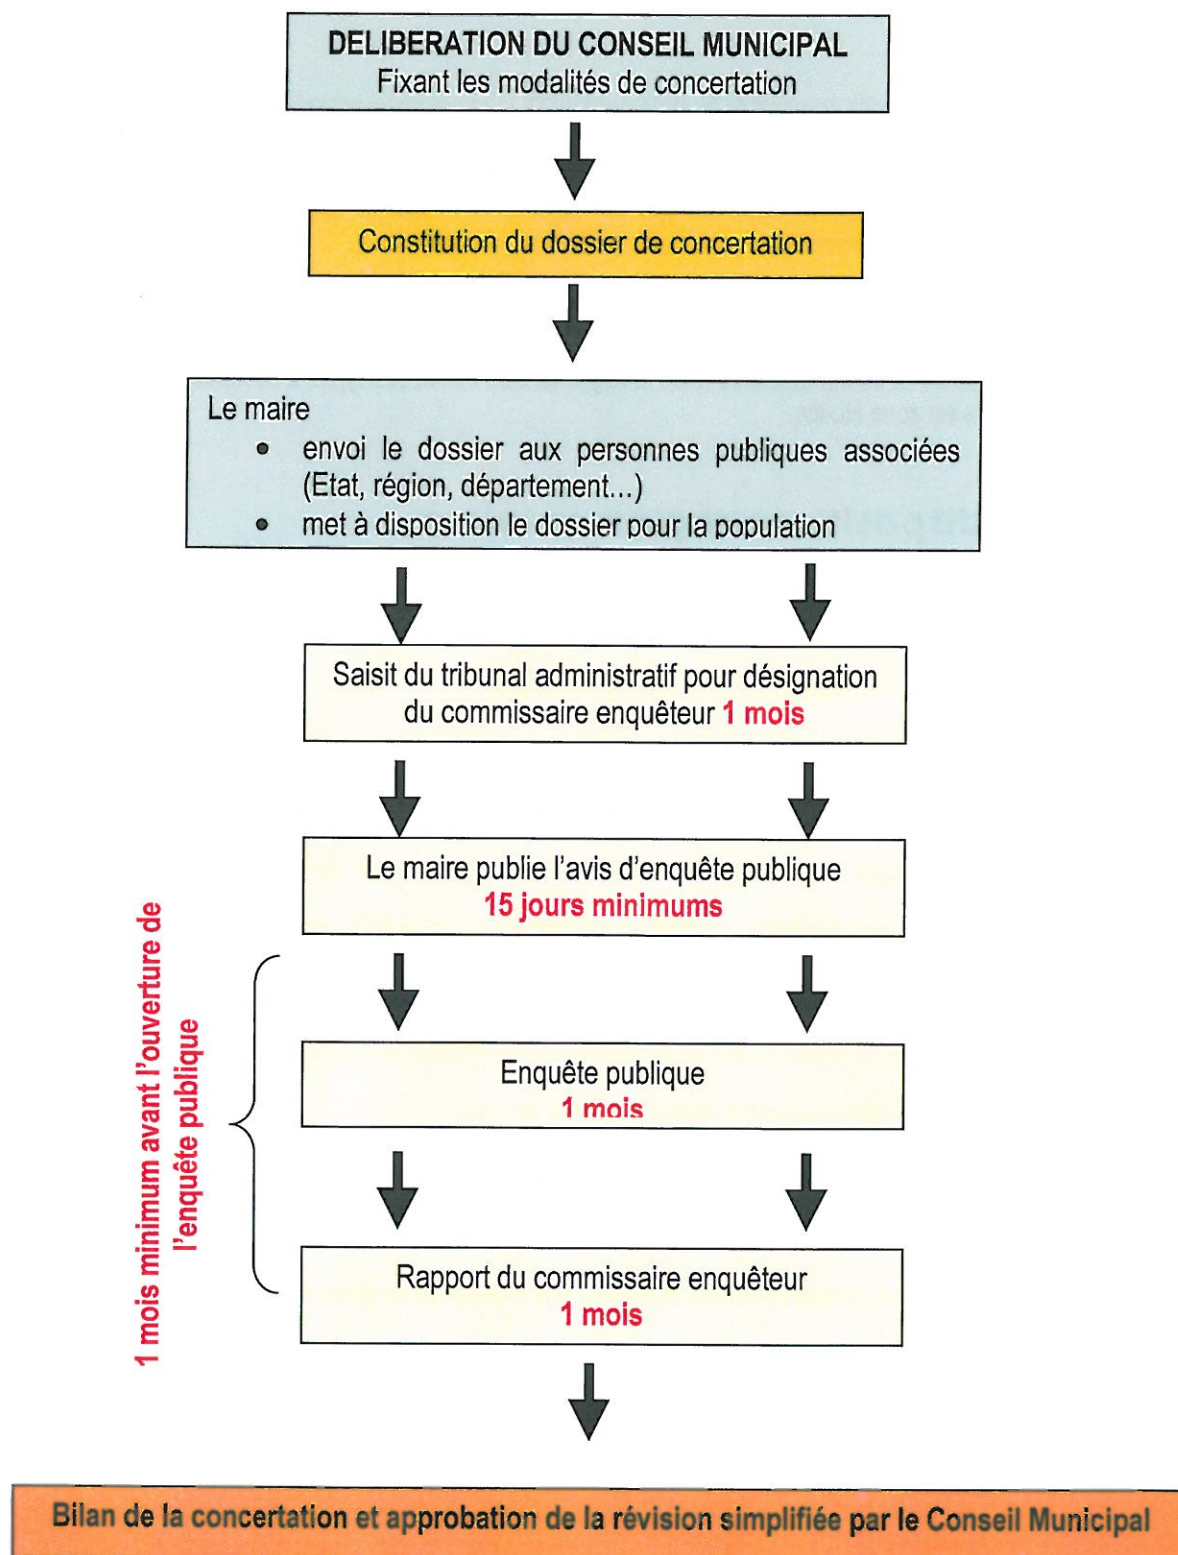 DELIBERATION DU CONSEIL MUNICIPAL
Fixant les modalités de concertation
Constitution du dossier de concertation
Le maire
• envoi le dossier aux personnes publiques associées
(Etat, région, département…)
• met à disposition le dossier pour la population
Saisit du tribunal administratif pour désignation
du commissaire enquêteur 1 mois
Le maire publie l'avis d'enquête publique
15 jours minimums
1 mois minimum avant l'ouverture de
l'enquête publique
Enquête publique
1 mois
Rapport du commissaire enquêteur
1 mois
Bilan de la concertation et approbation de la révision simplifiée par le Conseil Municipal